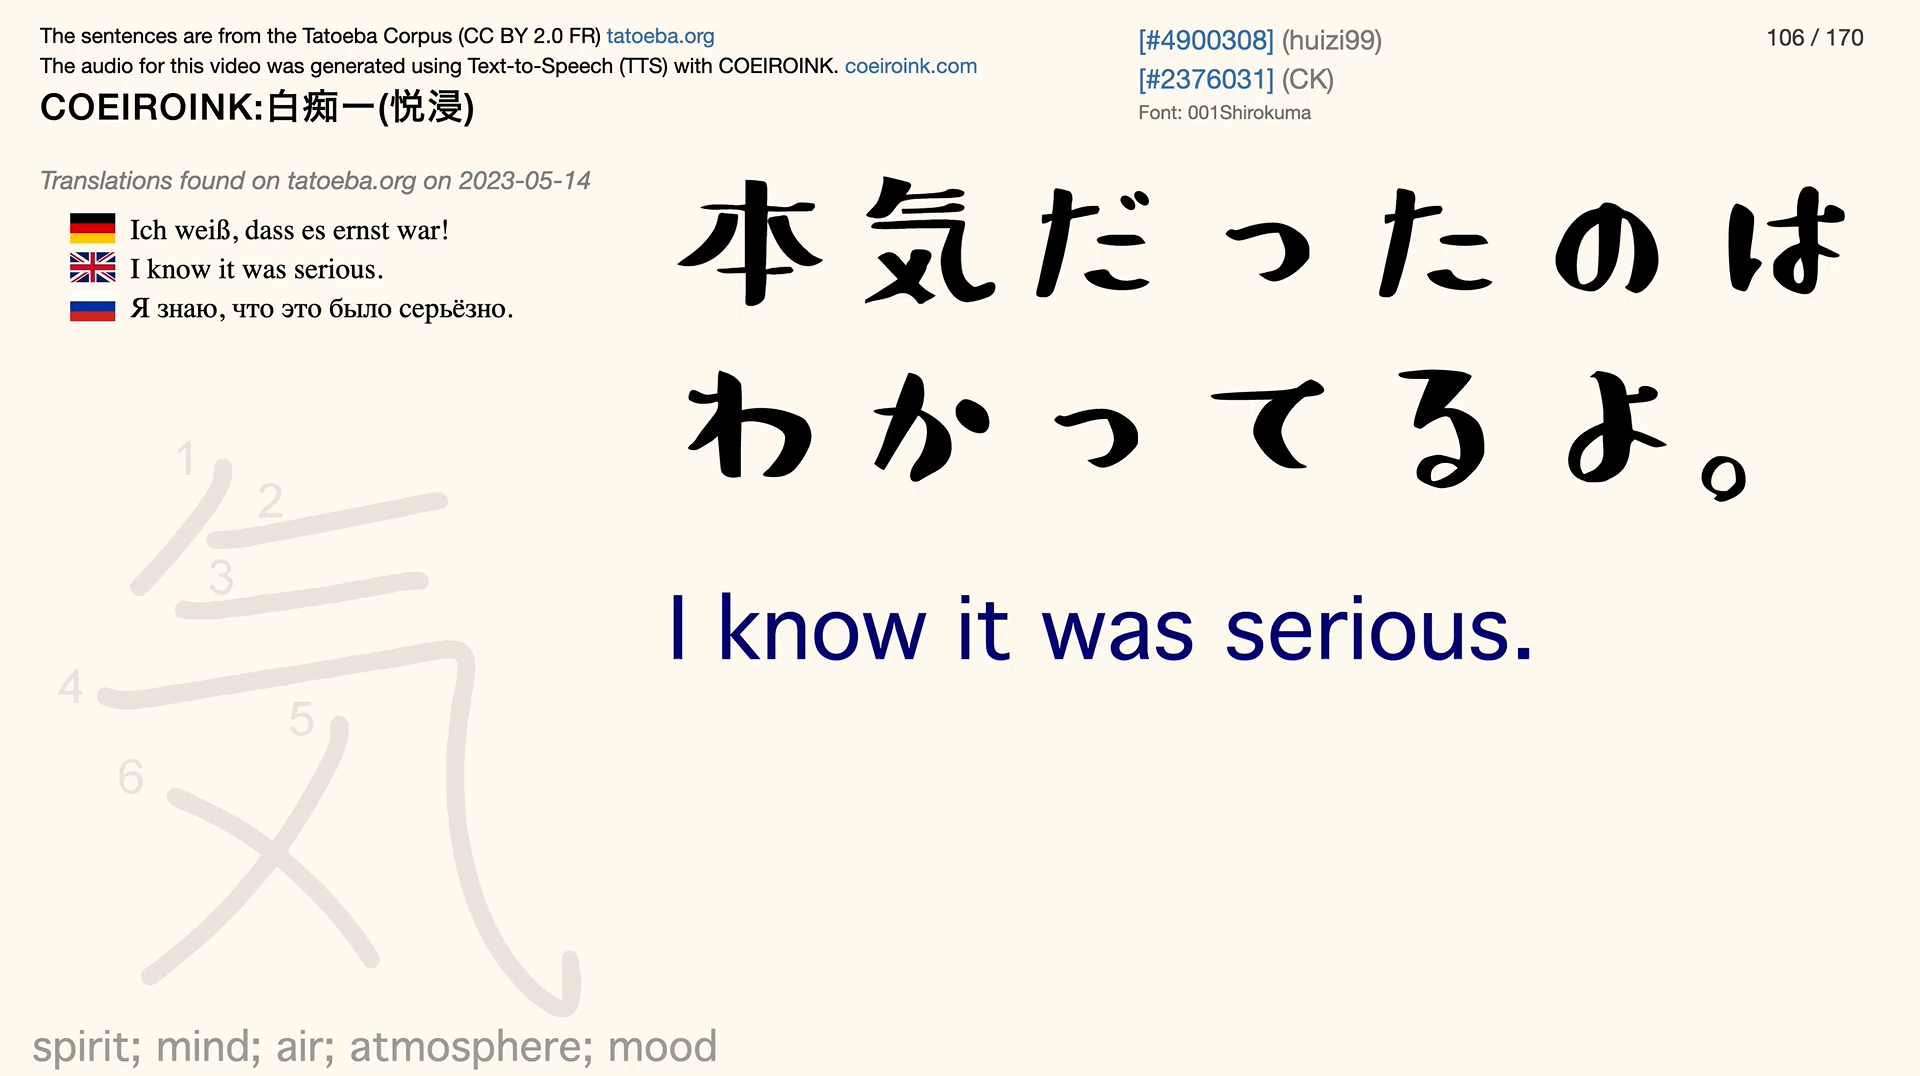 The sentences are from the Tatoeba Corpus (CC BY 2.0 FR) tatoeba.org
The audio for this video was generated using Text-to-Speech (TTS) with COEIROINK. coeiroink.com
COEIROINK:白痴一(悦浸)
[#4900308] (huizi99)
[#2376031] (CK)
Font: 001Shirokuma
106 / 170
Translations found on tatoeba.org on 2023-05-14
Ich weiß, dass es ernst war!
I know it was serious.
Я знаю, что это было серьёзно.
本気だったのは
わかってるよ。
I know it was serious.
1
2
3
4
5
6
気
spirit; mind; air; atmosphere; mood